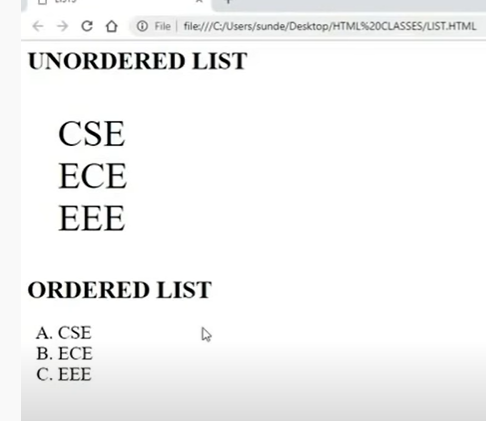 LISTS
File | file:///C:/Users/sunde/Desktop/HTML%20CLASSES/LIST.HTML
UNORDERED LIST
CSE
ECE
EEE
ORDERED LIST
A. CSE
B. ECE
C. EEE